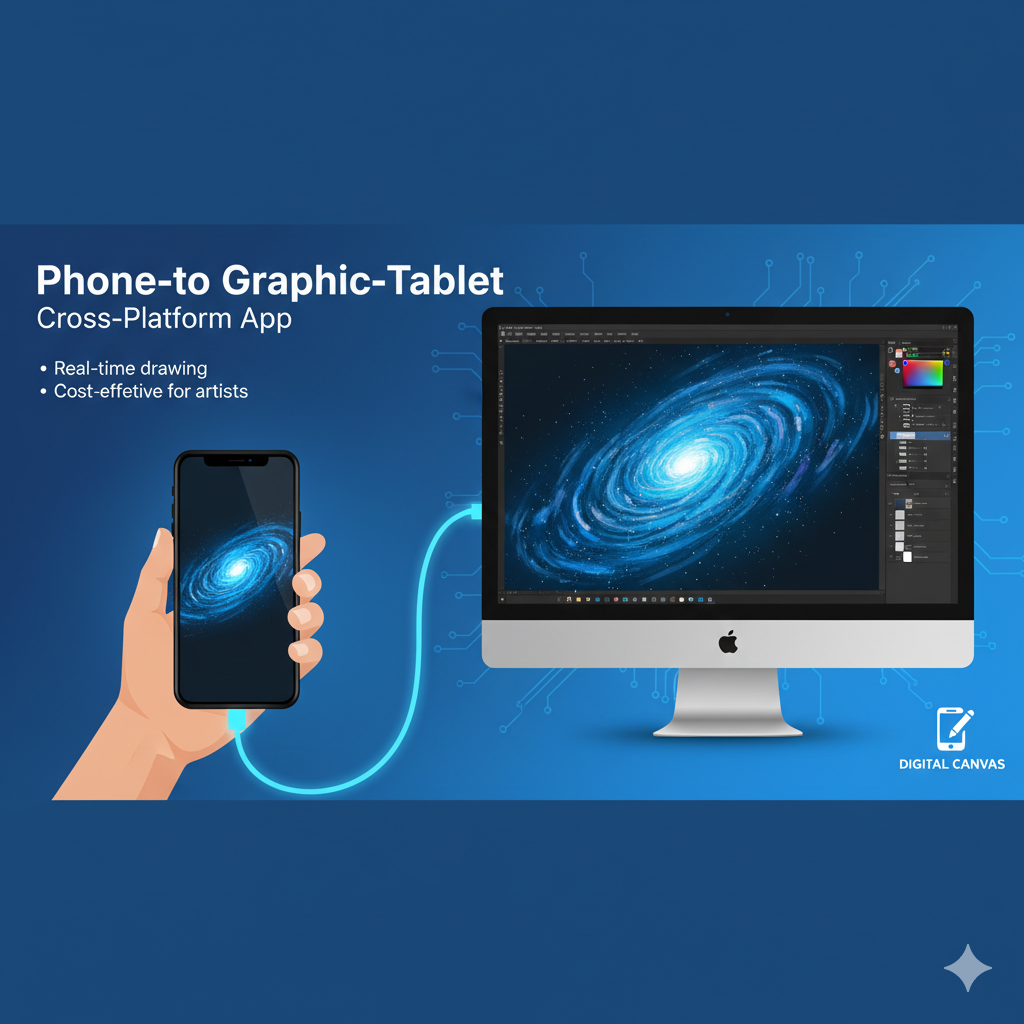 Phone-to Graphic-Tablet
Cross-Platform App
• Real-time drawing
• Cost-effetive for artists
DIGITAL CANVAS